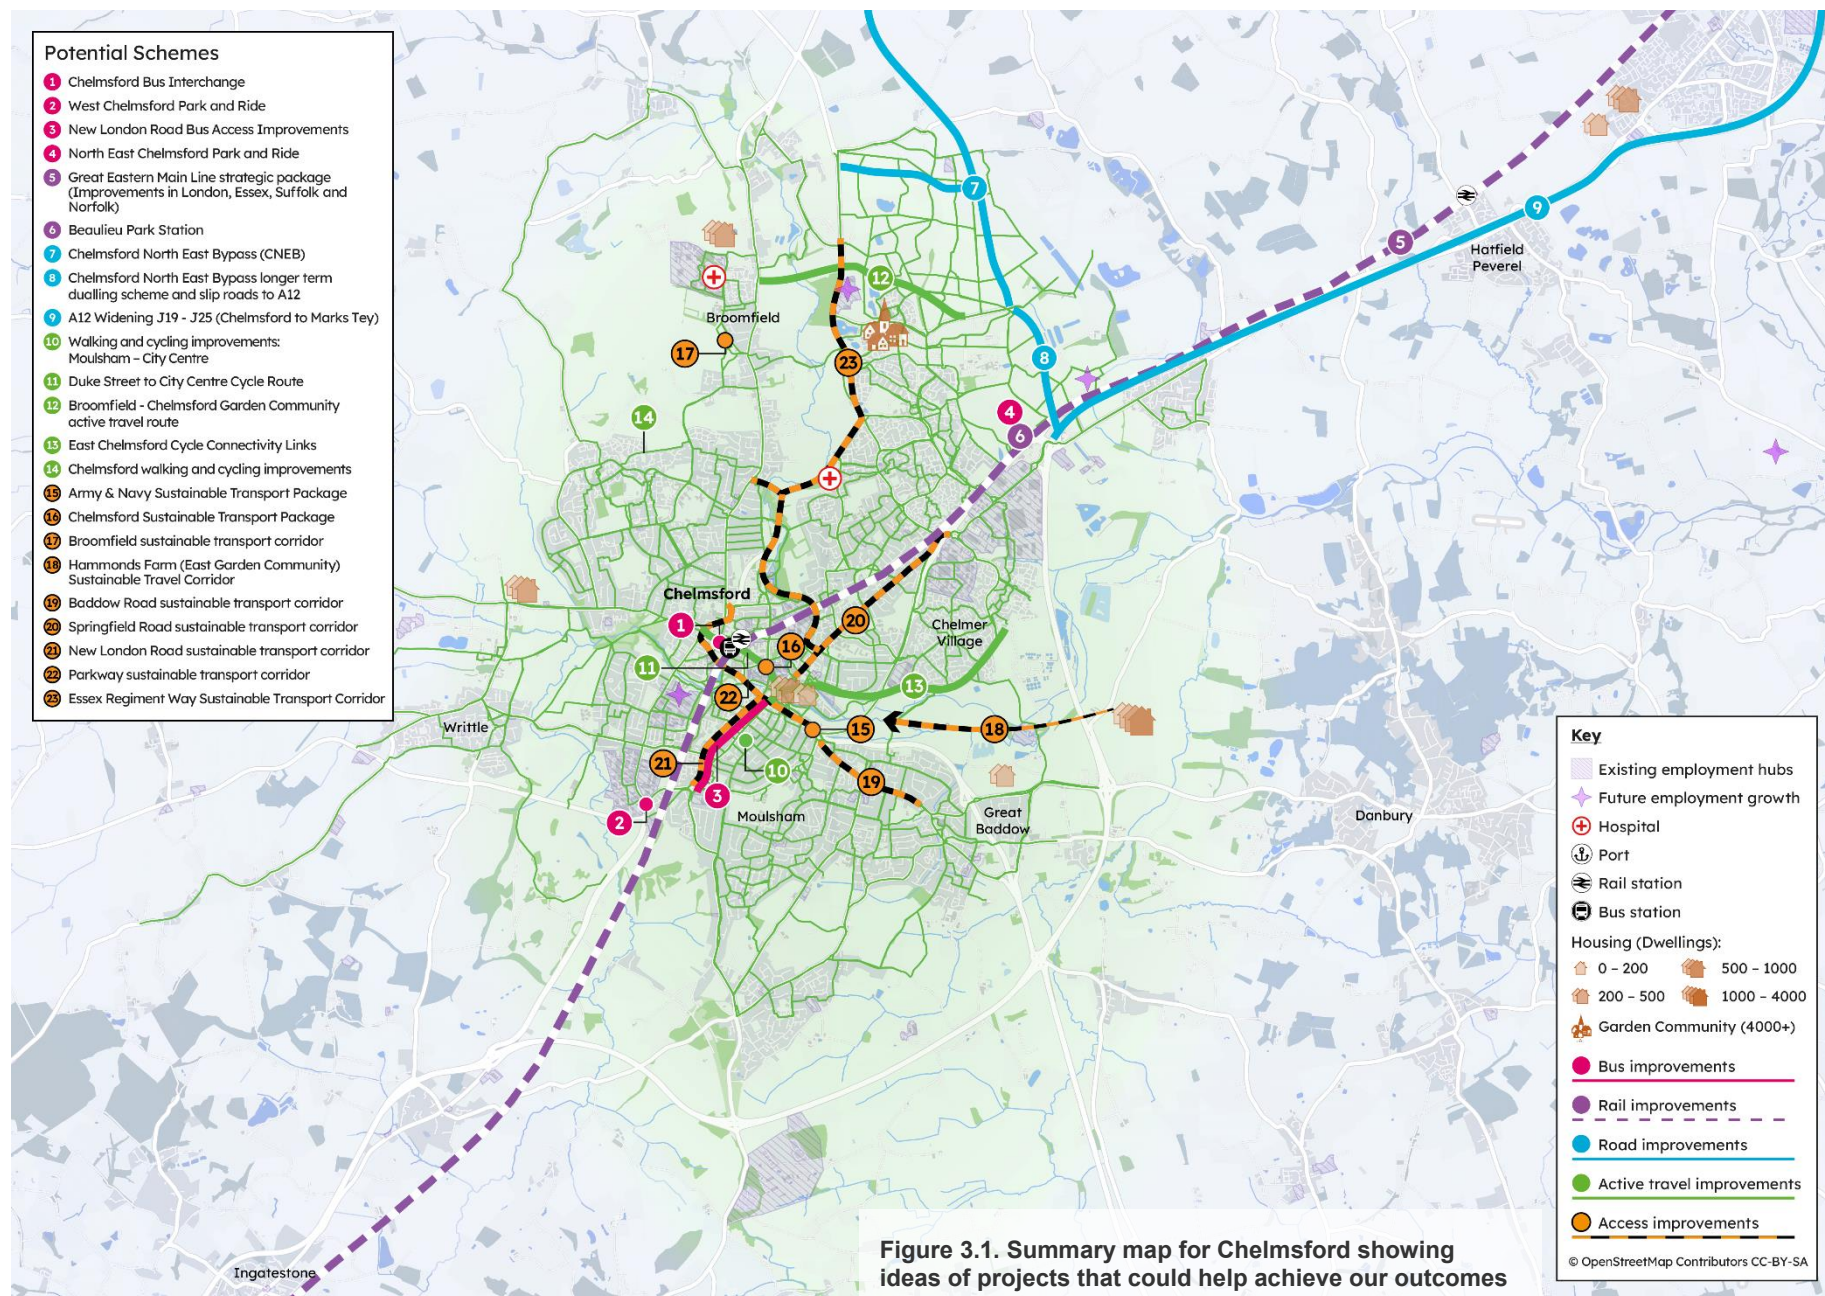 Potential Schemes
1 Chelmsford Bus Interchange
2 West Chelmsford Park and Ride
3 New London Road Bus Access Improvements
4 North East Chelmsford Park and Ride
5 Great Eastern Main Line strategic package
(Improvements in London, Essex, Suffolk and
Norfolk)
6 Beaulieu Park Station
7 Chelmsford North East Bypass (CNEB)
8 Chelmsford North East Bypass longer term
dualling scheme and slip roads to A12
9 A12 Widening J19 - J25 (Chelmsford to Marks Tey)
10 Walking and cycling improvements:
Moulsham – City Centre
11 Duke Street to City Centre Cycle Route
12 Broomfield - Chelmsford Garden Community
active travel route
13 East Chelmsford Cycle Connectivity Links
14 Chelmsford walking and cycling improvements
15 Army & Navy Sustainable Transport Package
16 Chelmsford Sustainable Transport Package
17 Broomfield sustainable transport corridor
18 Hammonds Farm (East Garden Community)
Sustainable Travel Corridor
19 Baddow Road sustainable transport corridor
20 Springfield Road sustainable transport corridor
21 New London Road sustainable transport corridor
22 Parkway sustainable transport corridor
23 Essex Regiment Way Sustainable Transport Corridor
7
9
5
Hatfield
Peverel
12
Broomfield
17
23
8
14
4
6
Chelmsford
1
20
16
Chelmer
Village
11
13
22
Writtle
15
18
21
10
19
3
2
Moulsham
Great
Baddow
Danbury
Ingatestone
Key
Existing employment hubs
Future employment growth
Hospital
Port
Rail station
Bus station
Housing (Dwellings):
0 – 200
500 – 1000
200 – 500
1000 – 4000
Garden Community (4000+)
Bus improvements
Rail improvements
Road improvements
Active travel improvements
Access improvements
© OpenStreetMap Contributors CC-BY-SA
Figure 3.1. Summary map for Chelmsford showing
ideas of projects that could help achieve our outcomes